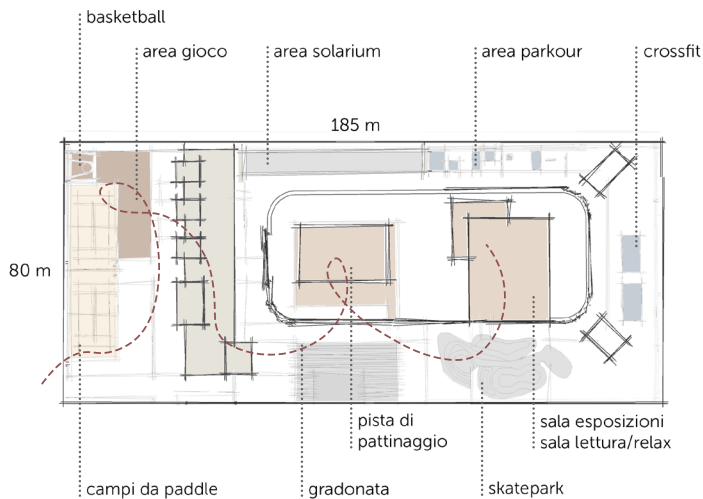 basketball
area gioco
area solarium
area parkour
crossfit
185 m
80 m
pista di
pattinaggio
sala esposizioni
sala lettura/relax
campi da paddle
gradonata
skatepark